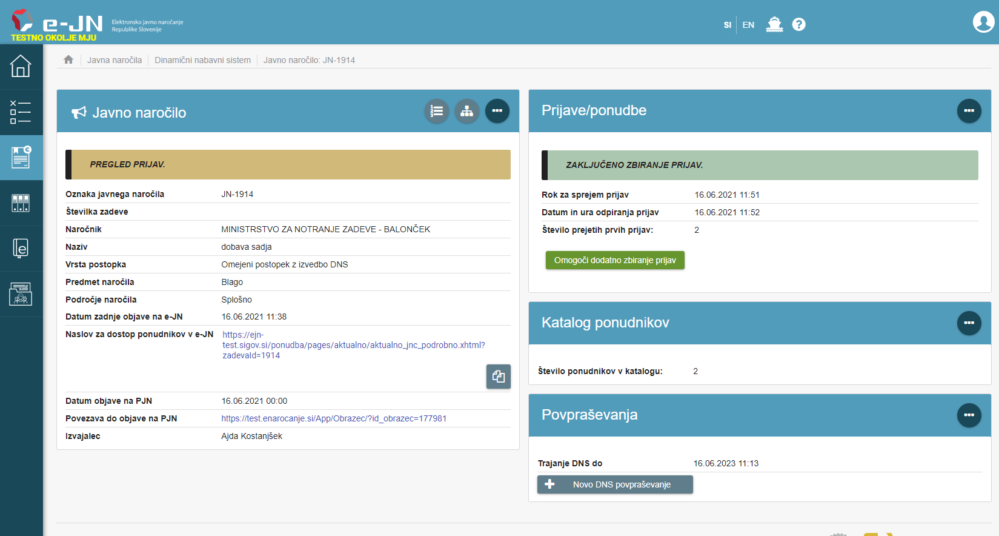 e-JN
Elektronsko javno naročanje
Republike Slovenije
TESTNO OKOLJE MJU
SI
EN
?
Javna naročila
Dinamični nabavni sistem
Javno naročilo: JN-1914
Javno naročilo
PREGLED PRIJAV.
Oznaka javnega naročila JN-1914
Številka zadeve
Naročnik MINISTRSTVO ZA NOTRANJE ZADEVE - BALONČEK
Naziv dobava sadja
Vrsta postopka Omejeni postopek z izvedbo DNS
Predmet naročila Blago
Področje naročila Splošno
Datum zadnje objave na e-JN 16.06.2021 11:38
Naslov za dostop ponudnikov v e-JN https://ejn-
test.sigov.si/ponudba/pages/aktualno/aktualno_jnc_podrobno.xhtml?
zadevaId=1914
Datum objave na PJN 16.06.2021 00:00
Povezava do objave na PJN https://test.enarocanje.si/App/Obrazec/?id_obrazec=177981
Izvajalec Ajda Kostanjšek
Prijave/ponudbe
ZAKLJUČENO ZBIRANJE PRIJAV.
Rok za sprejem prijav 16.06.2021 11:51
Datum in ura odpiranja prijav 16.06.2021 11:52
Število prejetih prvih prijav: 2
Omogoči dodatno zbiranje prijav
Katalog ponudnikov
Število ponudnikov v katalogu: 2
Povpraševanja
Trajanje DNS do 16.06.2023 11:13
Novo DNS povpraševanje